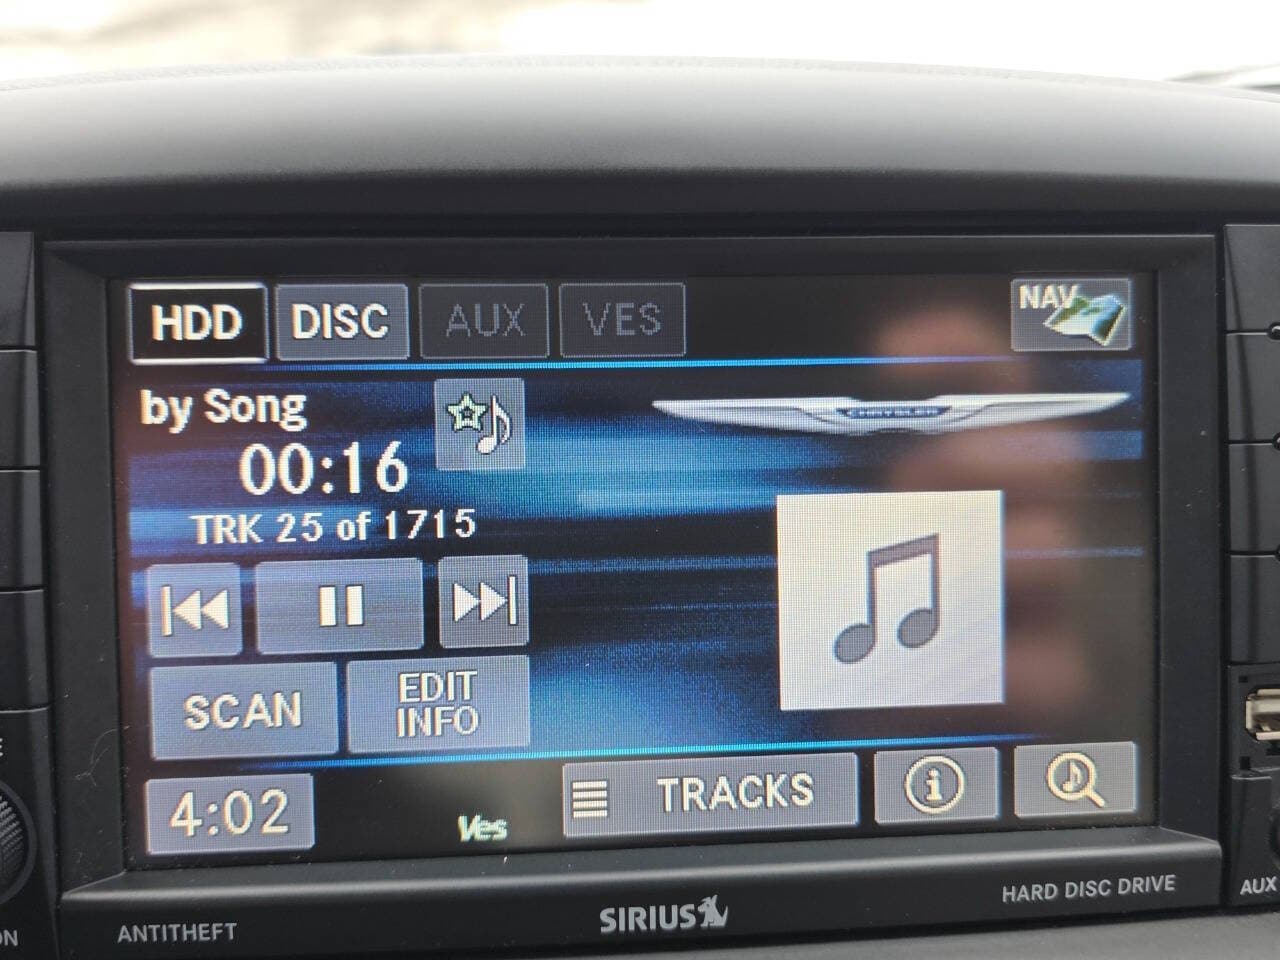 HDD DISC AUX VES NAV
by Song
CHRYSLER
00:16
TRK 25 of 1715
SCAN
EDIT
INFO
4:02
Ves
TRACKS
ANTITHEFT
SIRIUS
HARD DISC DRIVE
AUX